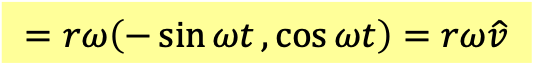 = rω(− sin ωt , cos ωt) = rωv̂